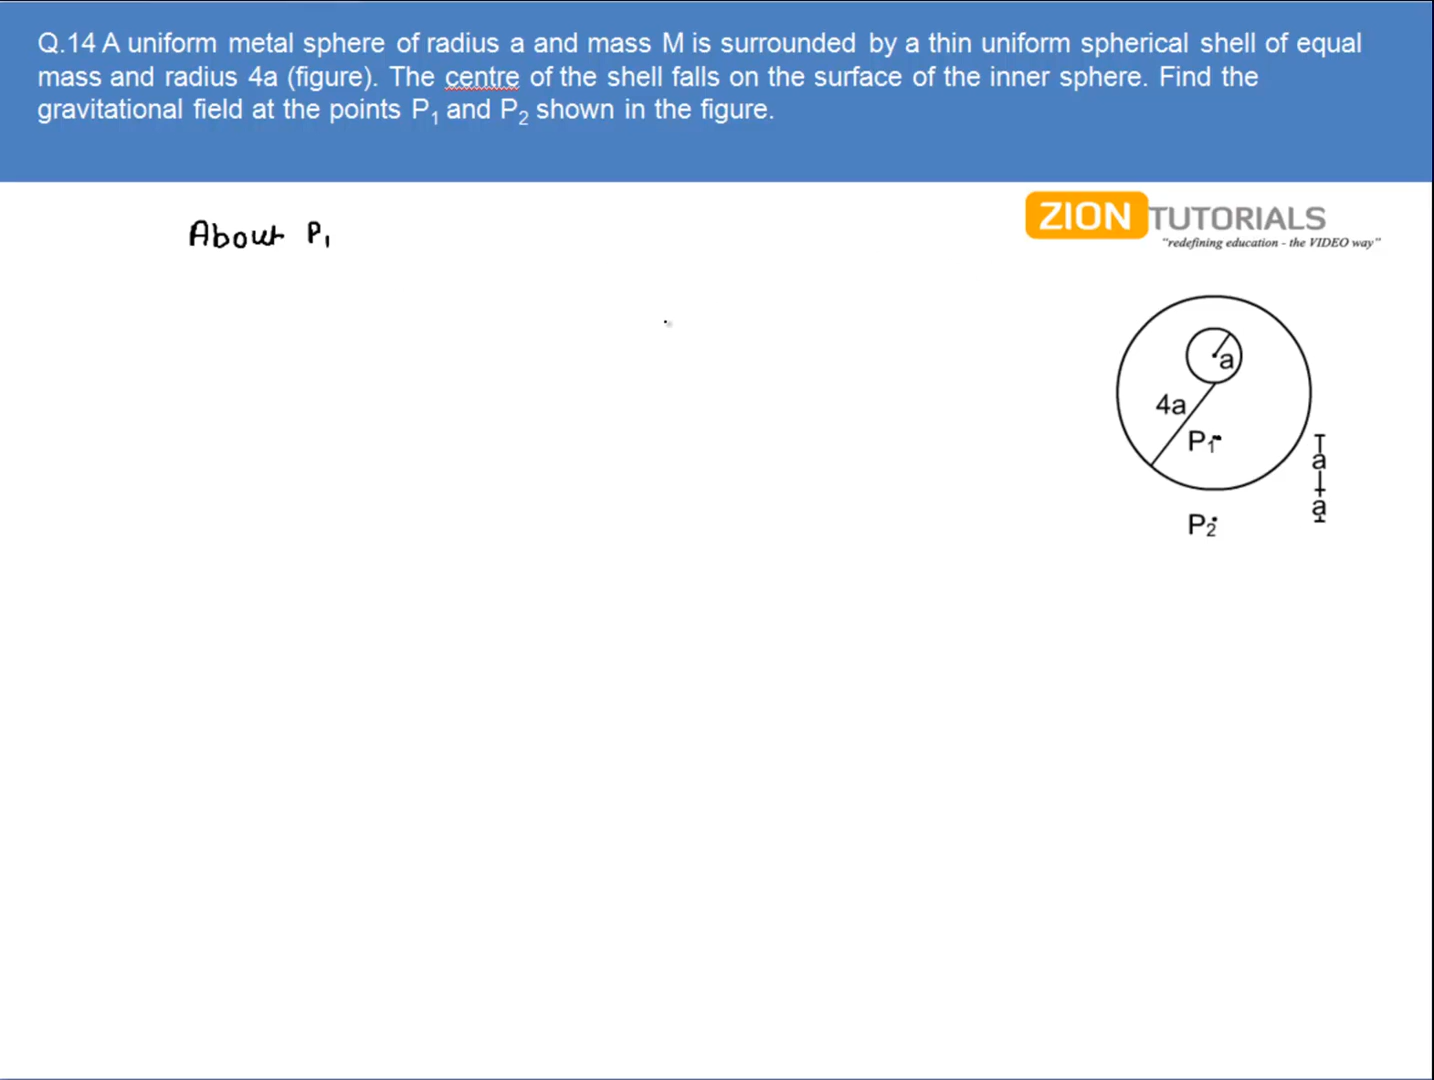 Q.14 A uniform metal sphere of radius a and mass M is surrounded by a thin uniform spherical shell of equal
mass and radius 4a (figure). The centre of the shell falls on the surface of the inner sphere. Find the
gravitational field at the points P₁ and P₂ shown in the figure.
About P₁
ZION TUTORIALS
"redefining education - the VIDEO way"
a
4a
P₁
a
a
P₂